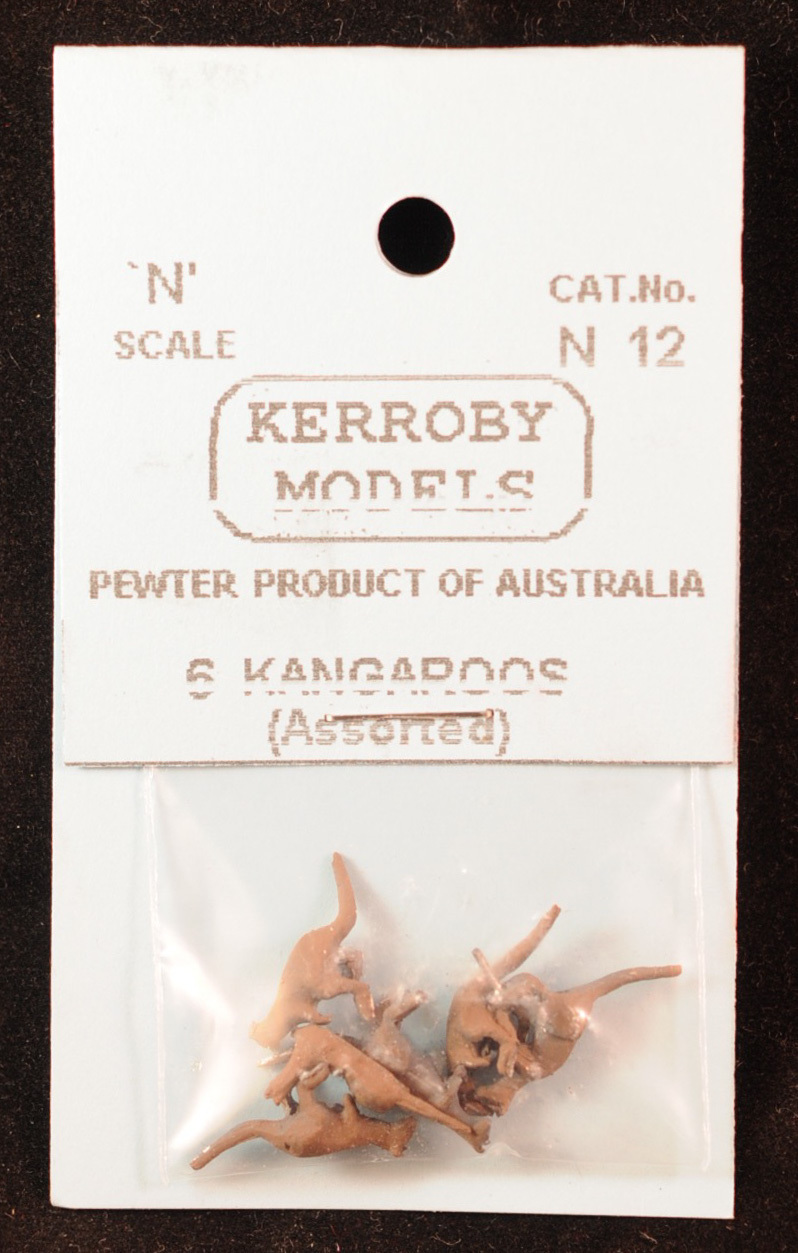 `N'
SCALE
CAT.No.
N 12
KERROBY
MODELS
PEWTER PRODUCT OF AUSTRALIA
6 KANGAROOS
(Assorted)